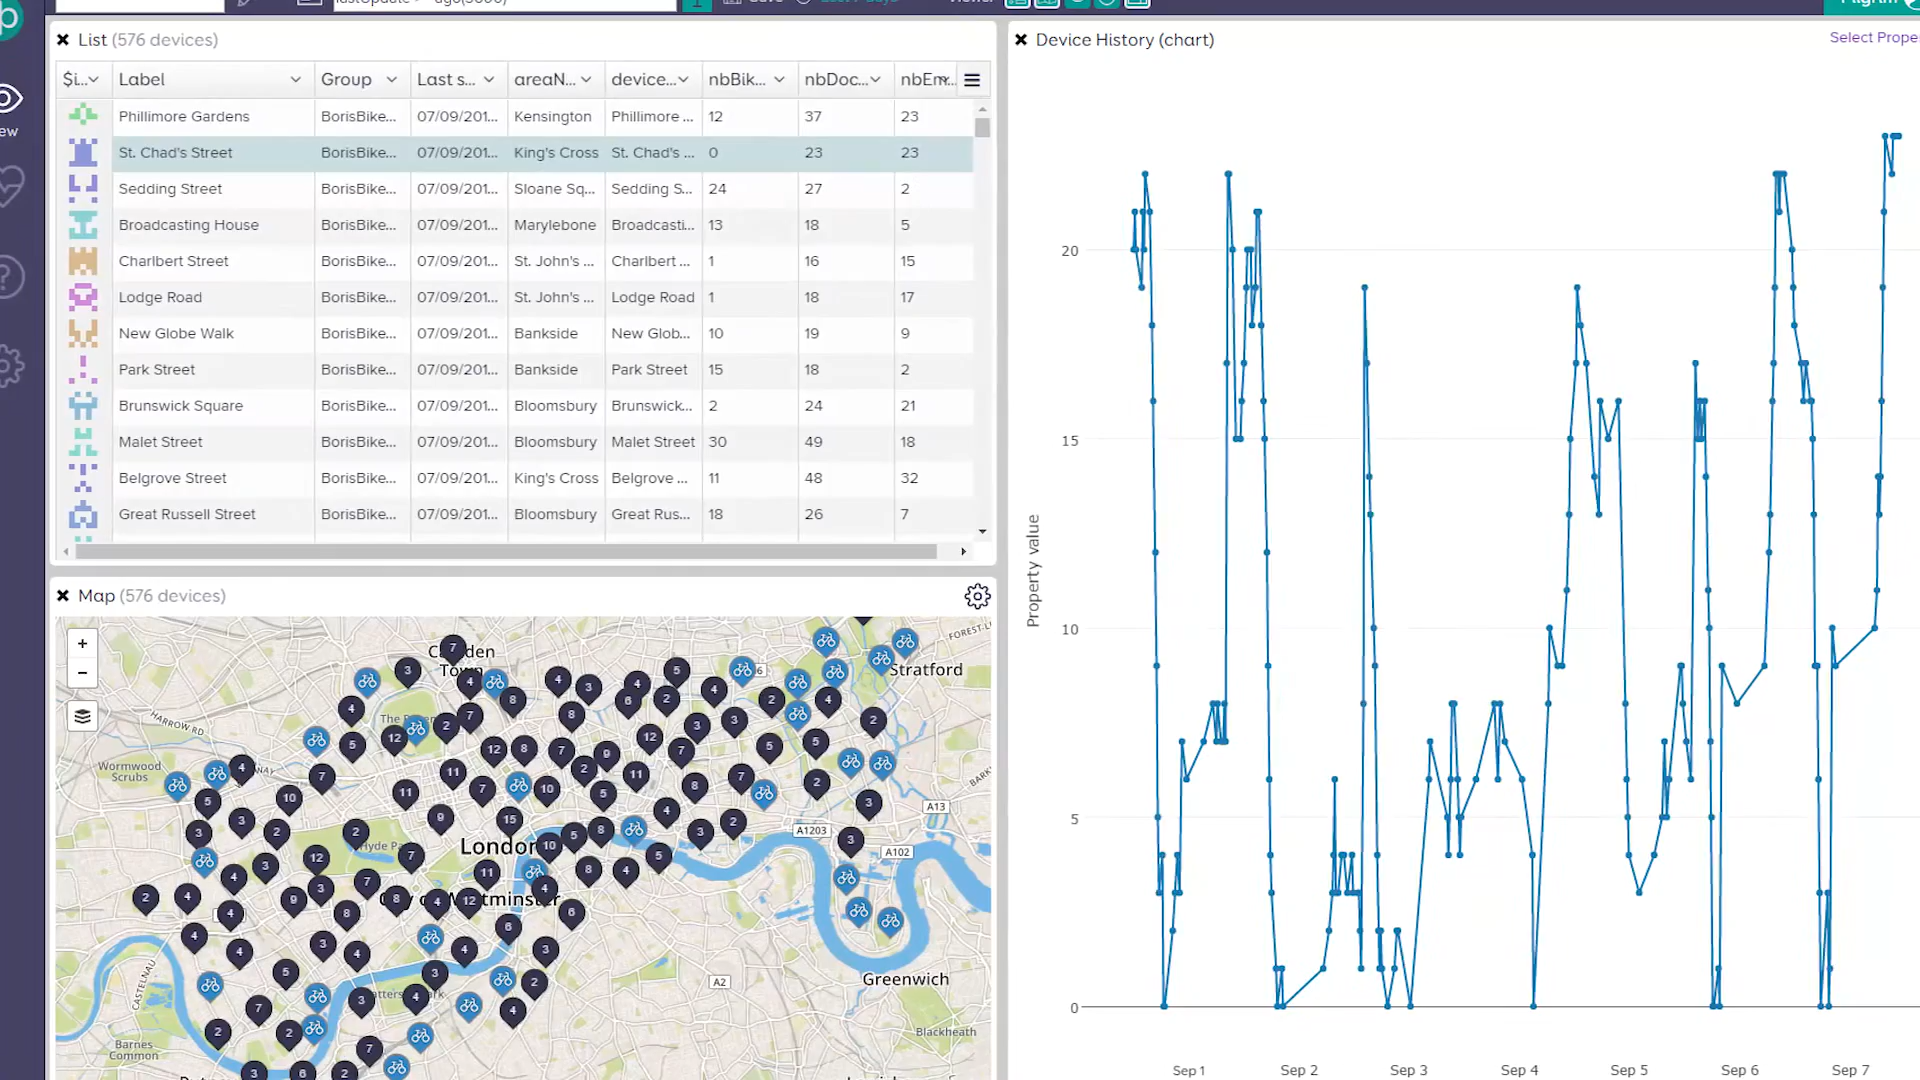 List (576 devices)
Device History (chart)
Select Prope
$i... Label Group Last s... areaN... device... nbBik... nbDoc... nbEm...
Phillimore Gardens BorisBike... 07/09/201... Kensington Phillimore ... 12 37 23
St. Chad's Street BorisBike... 07/09/201... King's Cross St. Chad's ... 0 23 23
Sedding Street BorisBike... 07/09/201... Sloane Sq... Sedding S... 24 27 2
Broadcasting House BorisBike... 07/09/201... Marylebone Broadcasti... 13 18 5
Charlbert Street BorisBike... 07/09/201... St. John's ... Charlbert ... 1 16 15
Lodge Road BorisBike... 07/09/201... St. John's ... Lodge Road 1 18 17
New Globe Walk BorisBike... 07/09/201... Bankside New Glob... 10 19 9
Park Street BorisBike... 07/09/201... Bankside Park Street 15 18 2
Brunswick Square BorisBike... 07/09/201... Bloomsbury Brunswick... 2 24 21
Malet Street BorisBike... 07/09/201... Bloomsbury Malet Street 30 49 18
Belgrove Street BorisBike... 07/09/201... King's Cross Belgrove ... 11 48 32
Great Russell Street BorisBike... 07/09/201... Bloomsbury Great Rus... 18 26 7
Map (576 devices)
+
−
Stratford
HARROW RD
Wormwood
Scrubs
A13
A1203
A102
London
Hyde Pa
A2
Greenwich
CASTELNAU
Barnes
Common
Blackheath
Property value
20
15
10
5
0
Sep 1 Sep 2 Sep 3 Sep 4 Sep 5 Sep 6 Sep 7